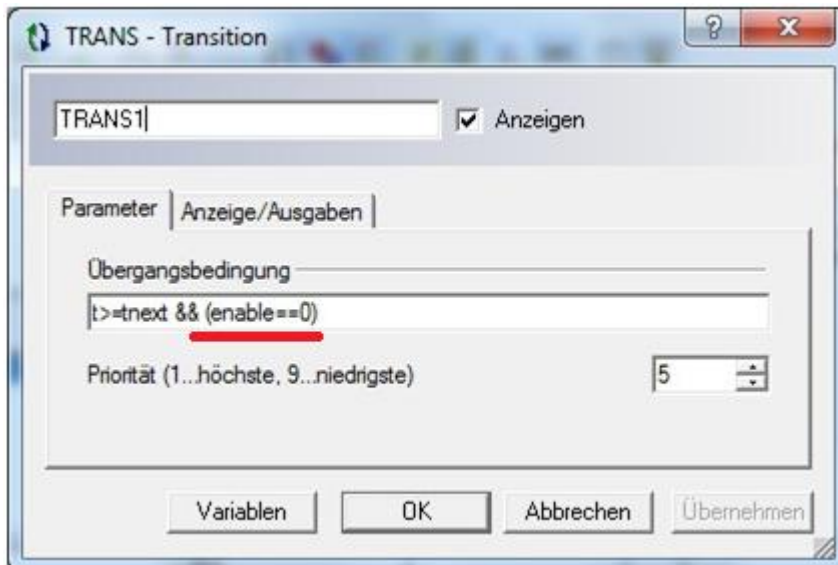 TRANS - Transition
TRANS1
Anzeigen
Parameter
Anzeige/Ausgaben
Übergangsbedingung
t>=tnext && (enable==0)
Priorität (1...höchste, 9...niedrigste)
5
Variablen
OK
Abbrechen
Übernehmen